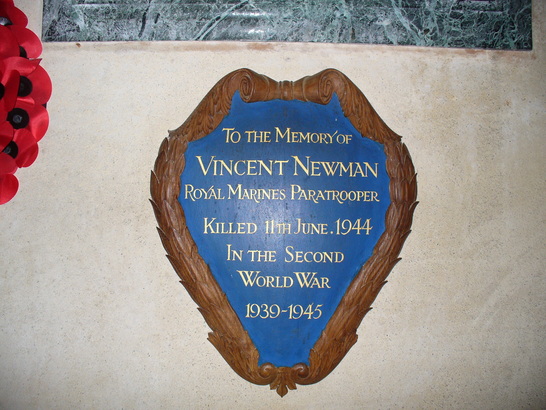 To the Memory of
Vincent Newman
Royal Marines Paratrooper
Killed 11th June. 1944
In the Second
World War
1939-1945